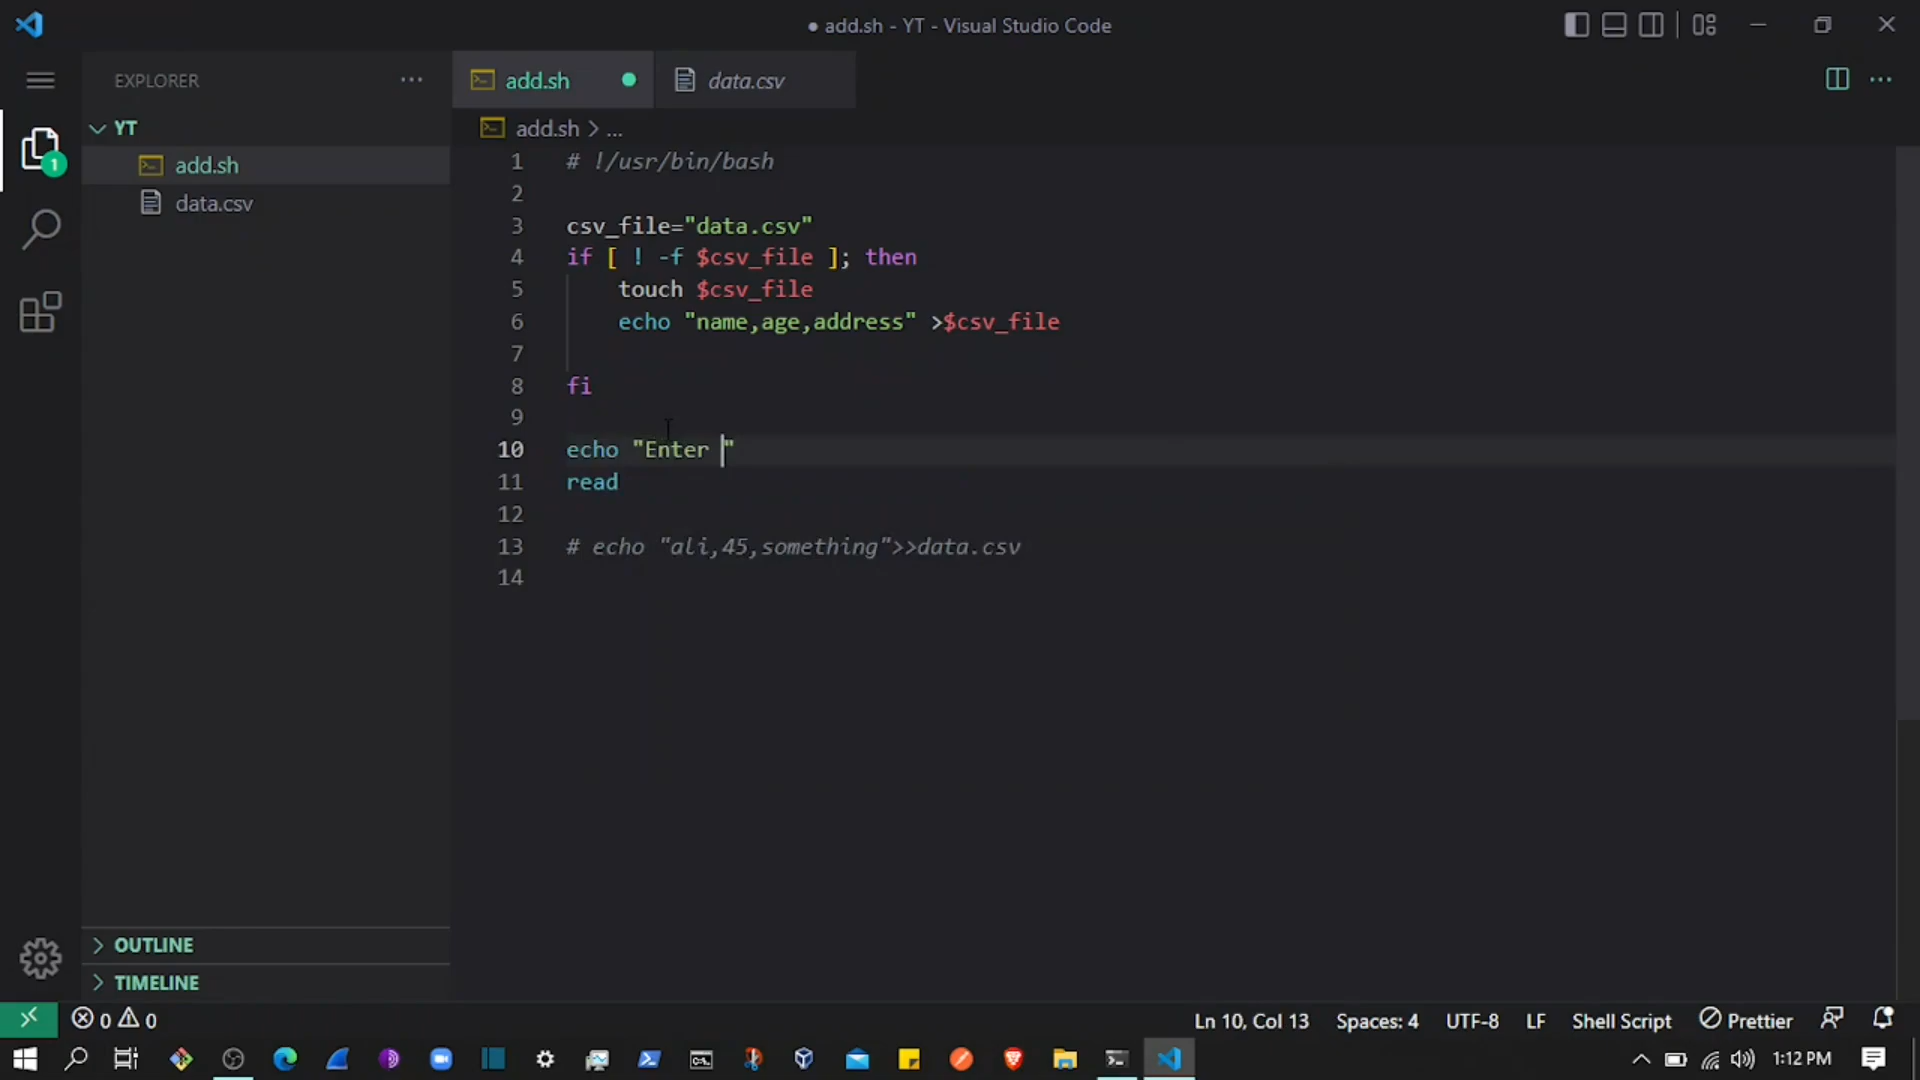 ● add.sh - YT - Visual Studio Code
EXPLORER
YT
add.sh
data.csv
1
add.sh
data.csv
add.sh > ...
1 # !/usr/bin/bash
2
3 csv_file="data.csv"
4 if [ ! -f $csv_file ]; then
5 touch $csv_file
6 echo "name,age,address" >$csv_file
7
8 fi
9
10 echo "Enter "
11 read
12
13 # echo "ali,45,something">>data.csv
14
OUTLINE
TIMELINE
0 0
Ln 10, Col 13 Spaces: 4 UTF-8 LF Shell Script Prettier
1:12 PM